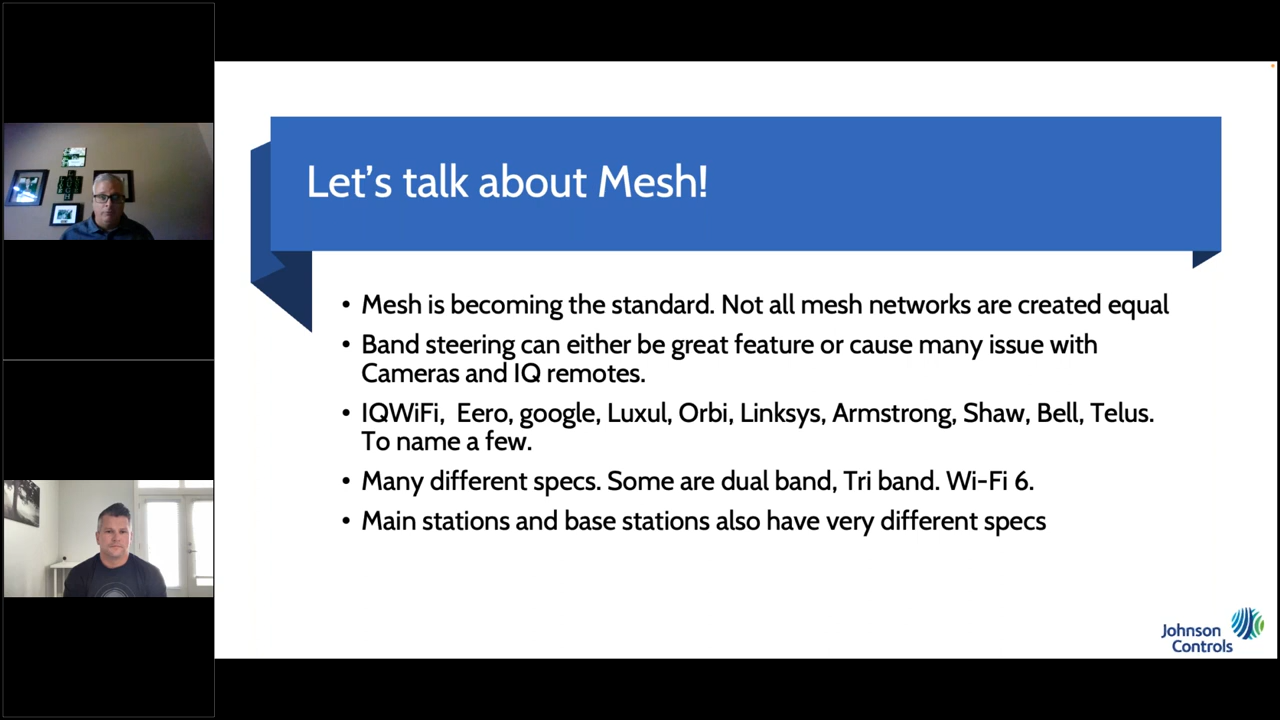 Let's talk about Mesh!
• Mesh is becoming the standard. Not all mesh networks are created equal
• Band steering can either be great feature or cause many issue with
Cameras and IQ remotes.
• IQWiFi,  Eero, google, Luxul, Orbi, Linksys, Armstrong, Shaw, Bell, Telus.
To name a few.
• Many different specs. Some are dual band, Tri band. Wi-Fi 6.
• Main stations and base stations also have very different specs
Johnson
Controls